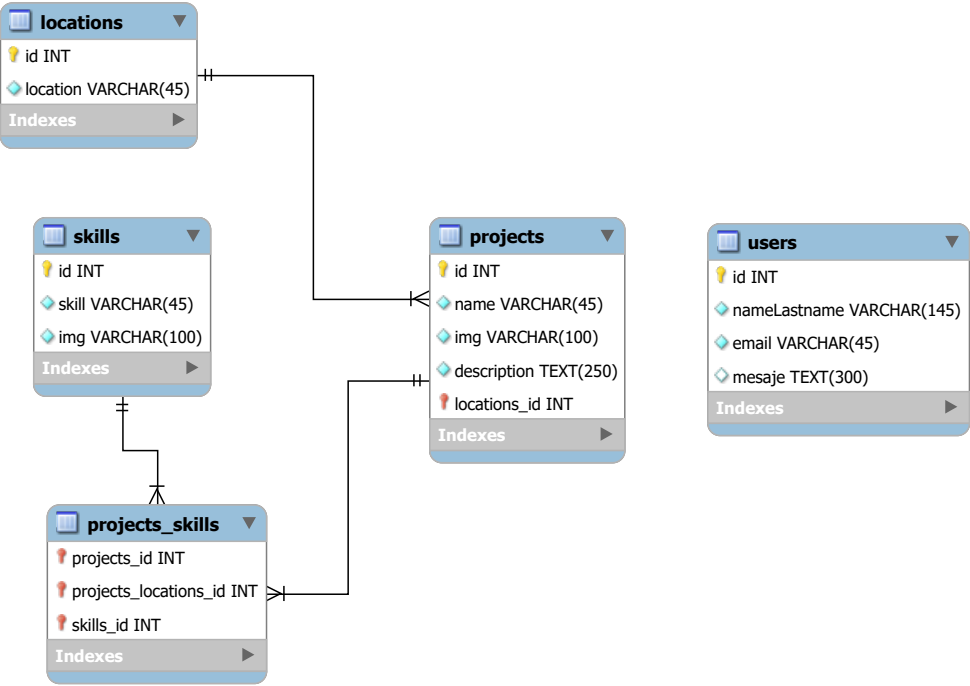 locations
id INT
location VARCHAR(45)
Indexes
skills
id INT
skill VARCHAR(45)
img VARCHAR(100)
Indexes
projects
id INT
name VARCHAR(45)
img VARCHAR(100)
description TEXT(250)
locations_id INT
Indexes
users
id INT
nameLastname VARCHAR(145)
email VARCHAR(45)
mesaje TEXT(300)
Indexes
projects_skills
projects_id INT
projects_locations_id INT
skills_id INT
Indexes